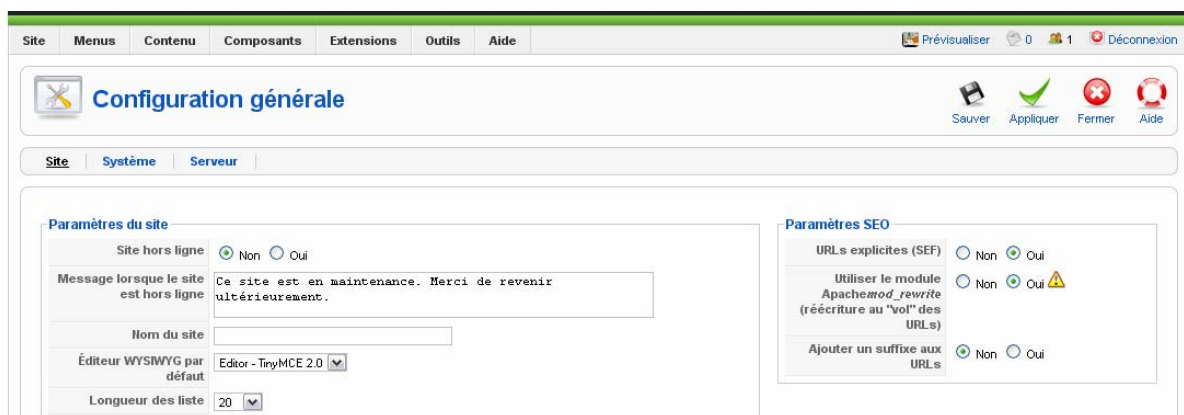 Site Menus Contenu Composants Extensions Outils Aide Prévisualiser 0 1 Déconnexion
Configuration générale
Sauver Appliquer Fermer Aide
Site Système Serveur
Paramètres du site
Site hors ligne Non Oui
Message lorsque le site
est hors ligne
Ce site est en maintenance. Merci de revenir
ultérieurement.
Nom du site
Éditeur WYSIWYG par
défaut
Editor - TinyMCE 2.0
Longueur des liste 20
Paramètres SEO
URLs explicites (SEF) Non Oui
Utiliser le module
Apachemod_rewrite
(réécriture au "vol" des
URLs)
Non Oui
Ajouter un suffixe aux
URLs
Non Oui